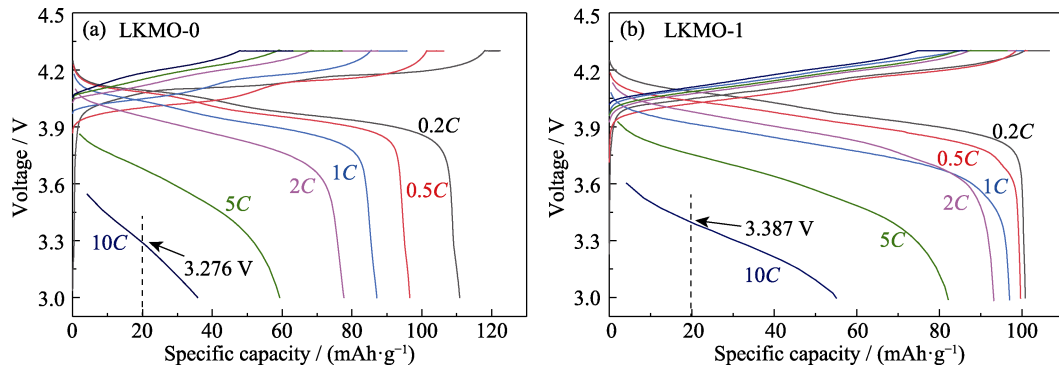 (a) LKMO-0
4.5
4.2
3.9
3.6
3.3
3.0
Voltage / V
0.2C
0.5C
1C
2C
5C
10C
3.276 V
0 20 40 60 80 100 120
Specific capacity / (mAh·g⁻¹)
(b) LKMO-1
4.5
4.2
3.9
3.6
3.3
3.0
Voltage / V
0.2C
0.5C
1C
2C
5C
10C
3.387 V
0 20 40 60 80 100
Specific capacity / (mAh·g⁻¹)